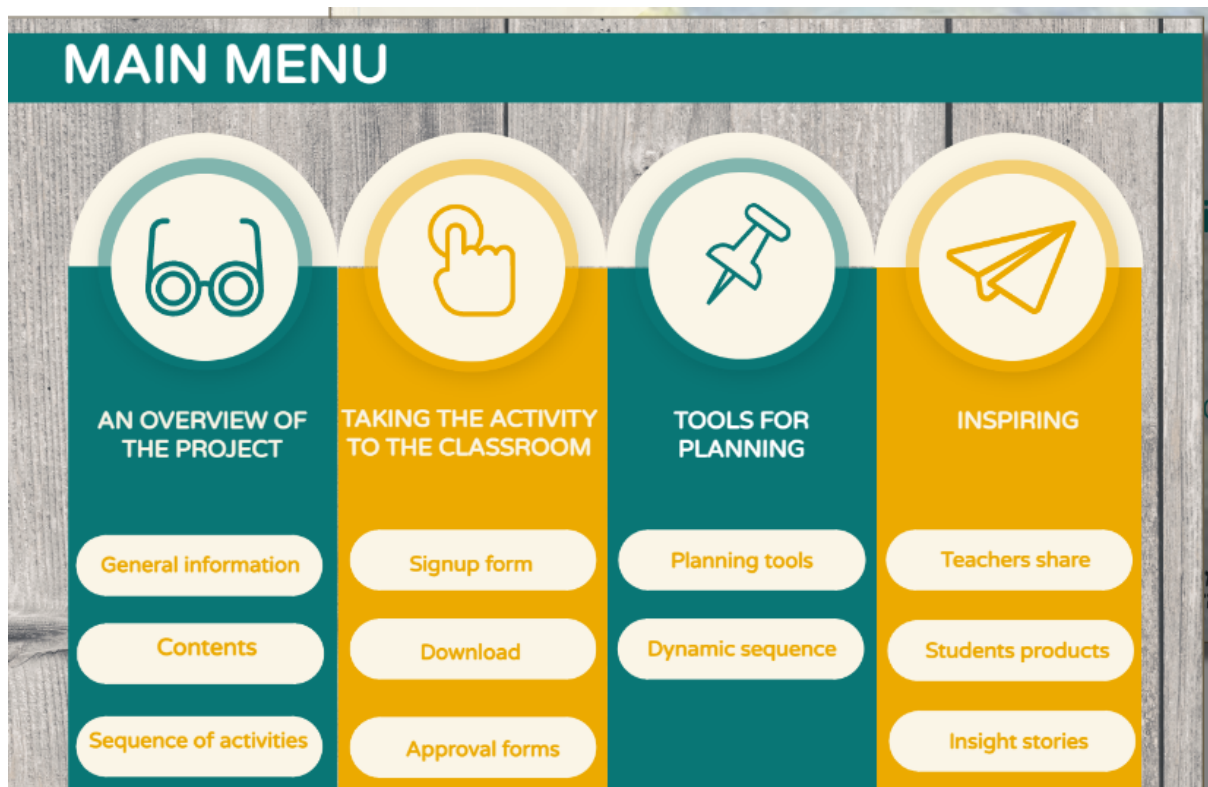 MAIN MENU
AN OVERVIEW OF
THE PROJECT
General information
Contents
Sequence of activities
TAKING THE ACTIVITY
TO THE CLASSROOM
Signup form
Download
Approval forms
TOOLS FOR
PLANNING
Planning tools
Dynamic sequence
INSPIRING
Teachers share
Students products
Insight stories